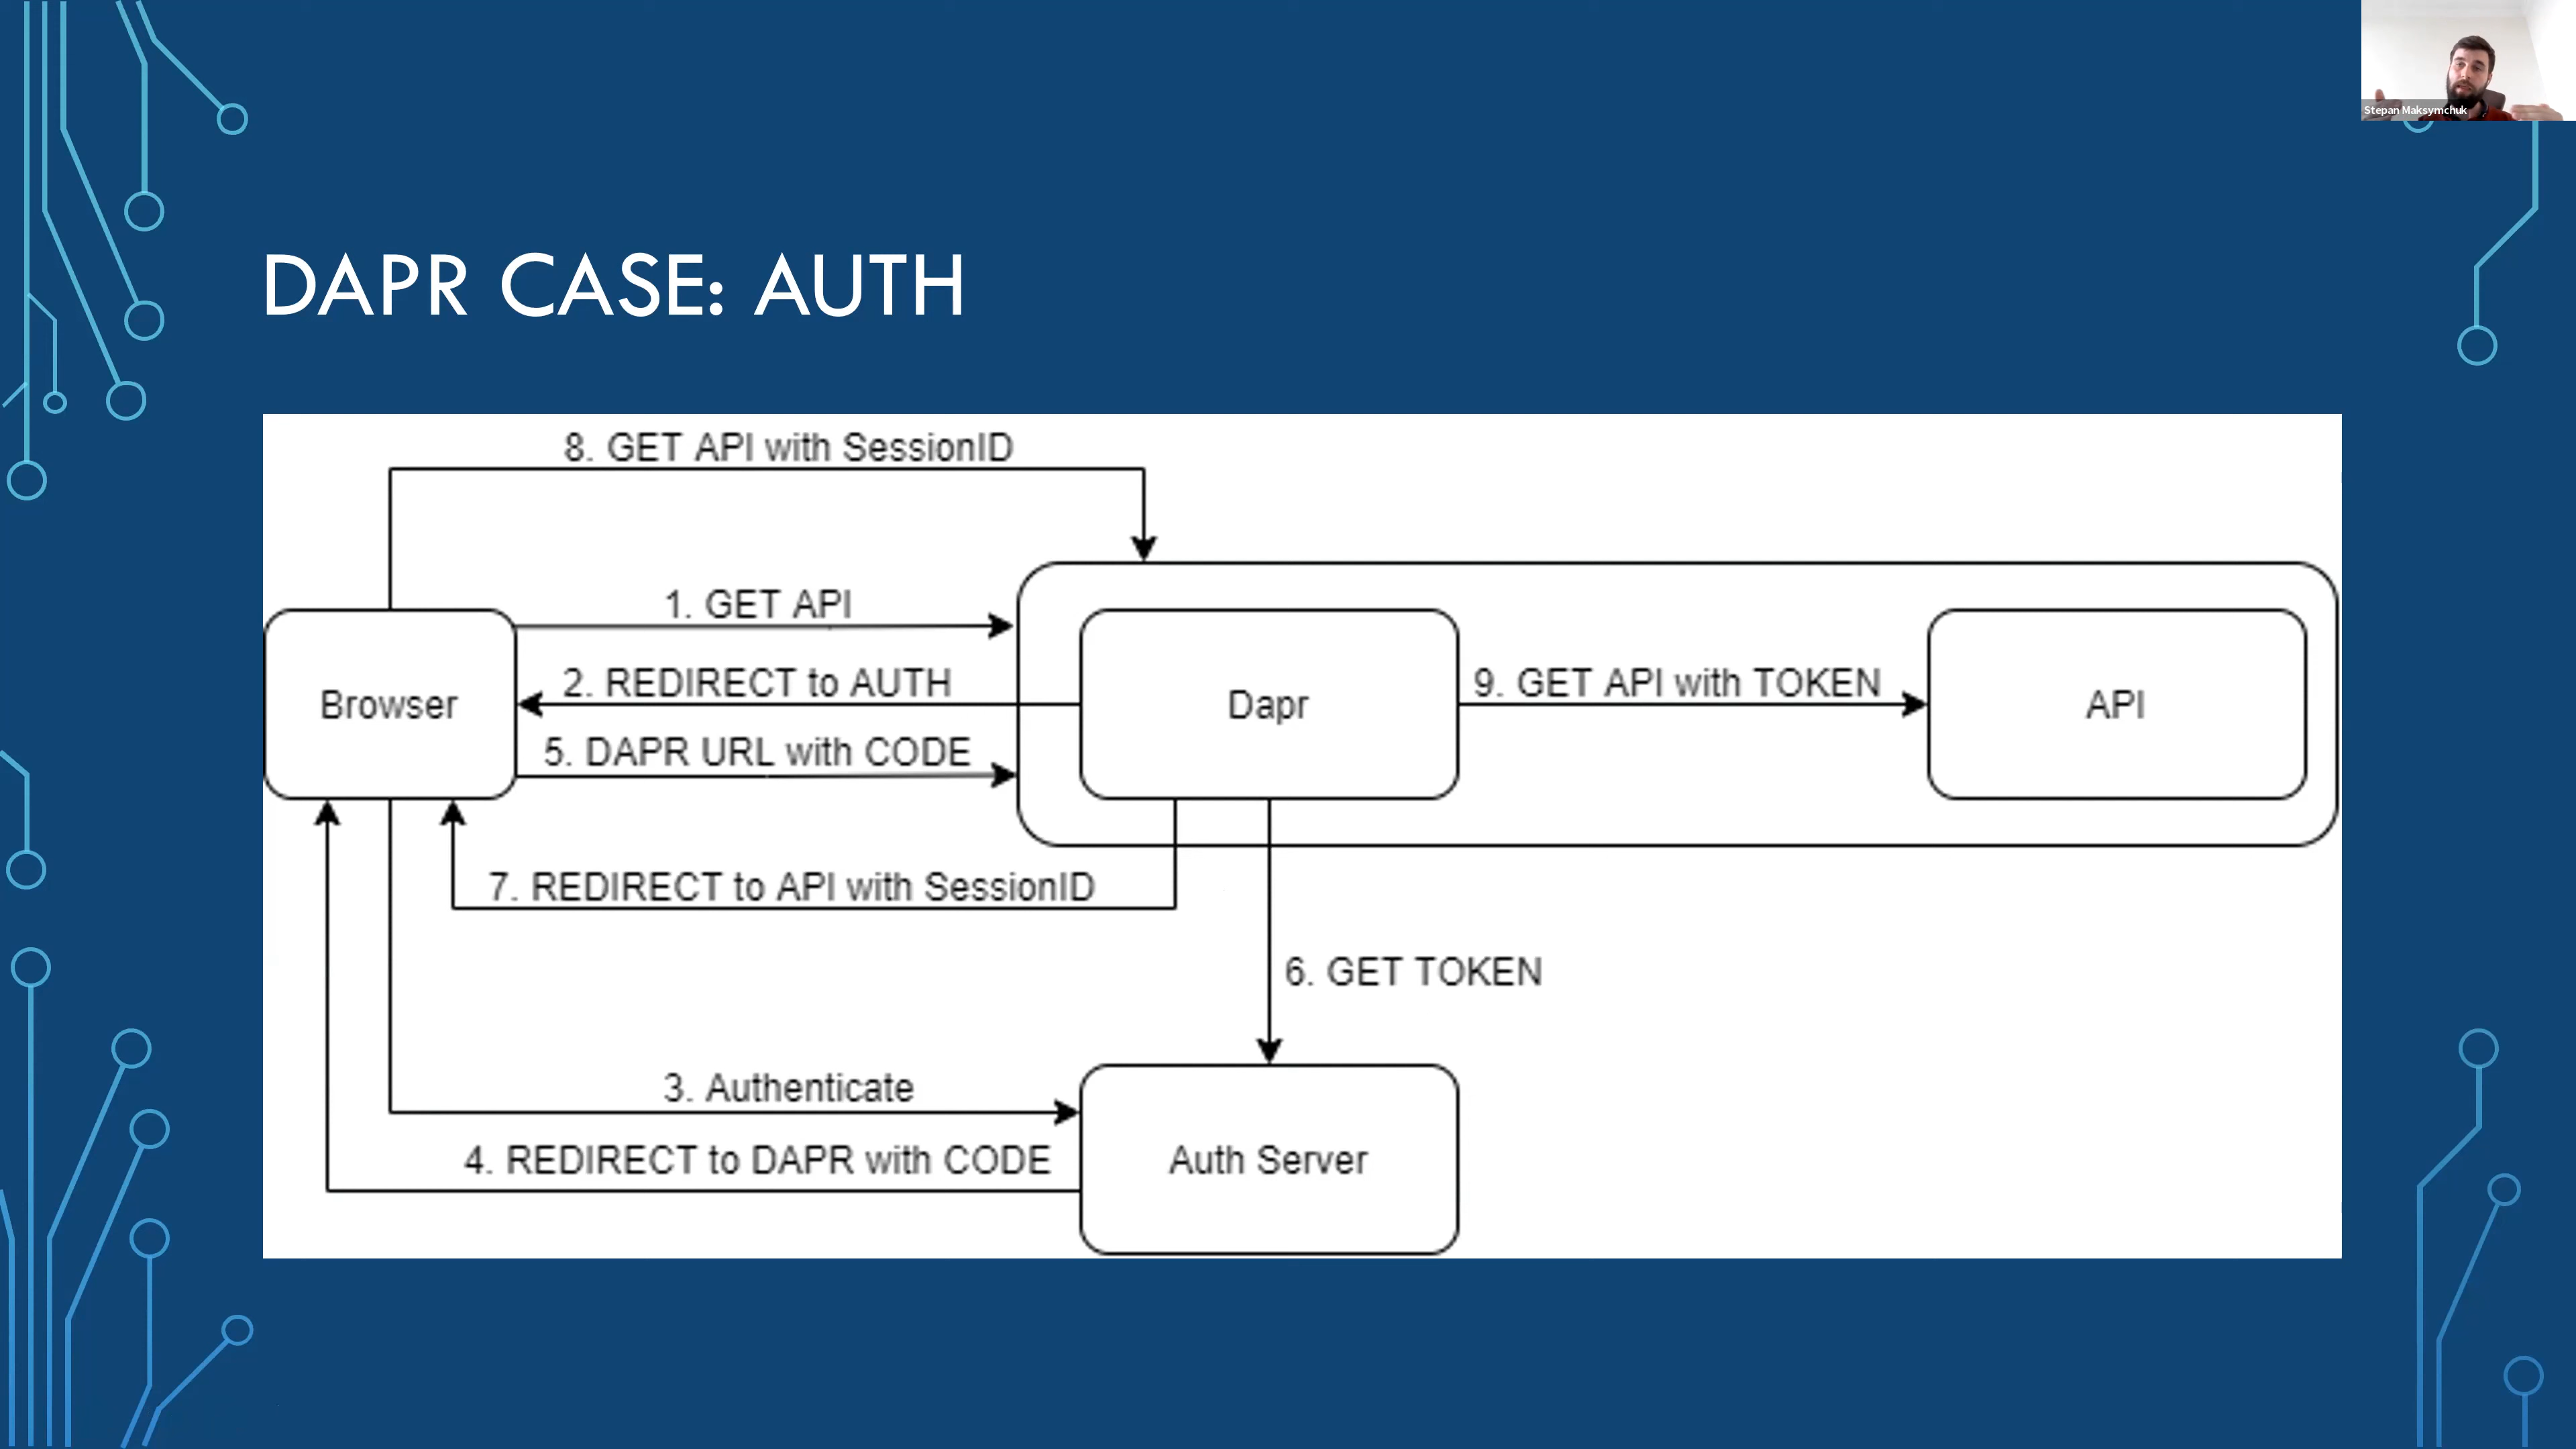 Stepan Maksymchuk
DAPR CASE: AUTH
8. GET API with SessionID
1. GET API
2. REDIRECT to AUTH
5. DAPR URL with CODE
Browser
Dapr
9. GET API with TOKEN
API
7. REDIRECT to API with SessionID
6. GET TOKEN
3. Authenticate
4. REDIRECT to DAPR with CODE
Auth Server